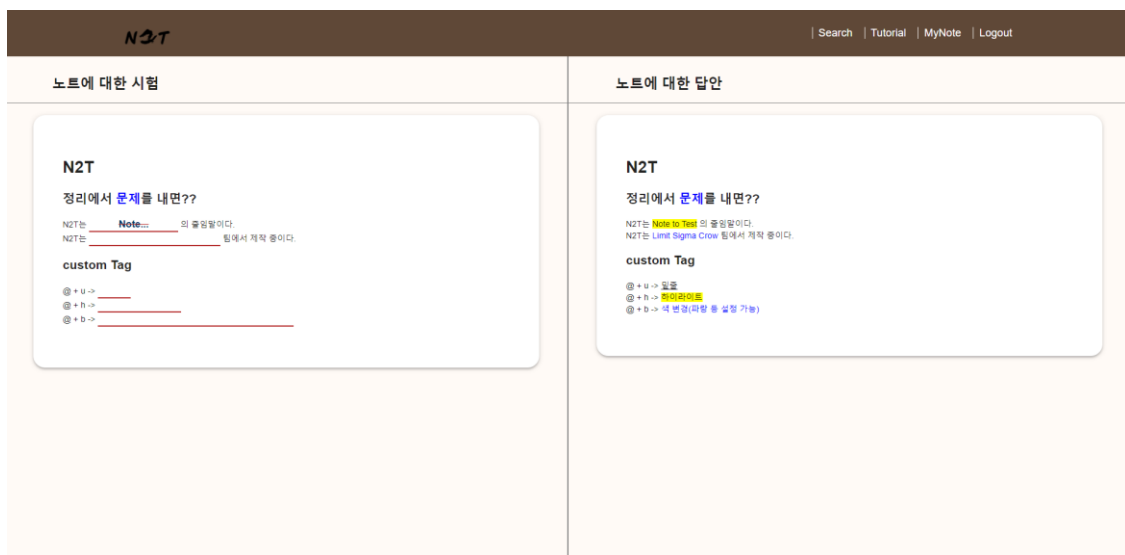 N2T
| Search | Tutorial | MyNote | Logout
노트에 대한 시험
N2T
정리에서 문제를 내면??
N2T는 Note... 의 줄임말이다.
N2T는 팀에서 제작 중이다.
custom Tag
@ + u ->
@ + h ->
@ + b ->
노트에 대한 답안
N2T
정리에서 문제를 내면??
N2T는 Note to Test 의 줄임말이다.
N2T는 Limit Sigma Crow 팀에서 제작 중이다.
custom Tag
@ + u -> 밑줄
@ + h -> 하이라이트
@ + b -> 색 변경(파랑 등 설정 가능)